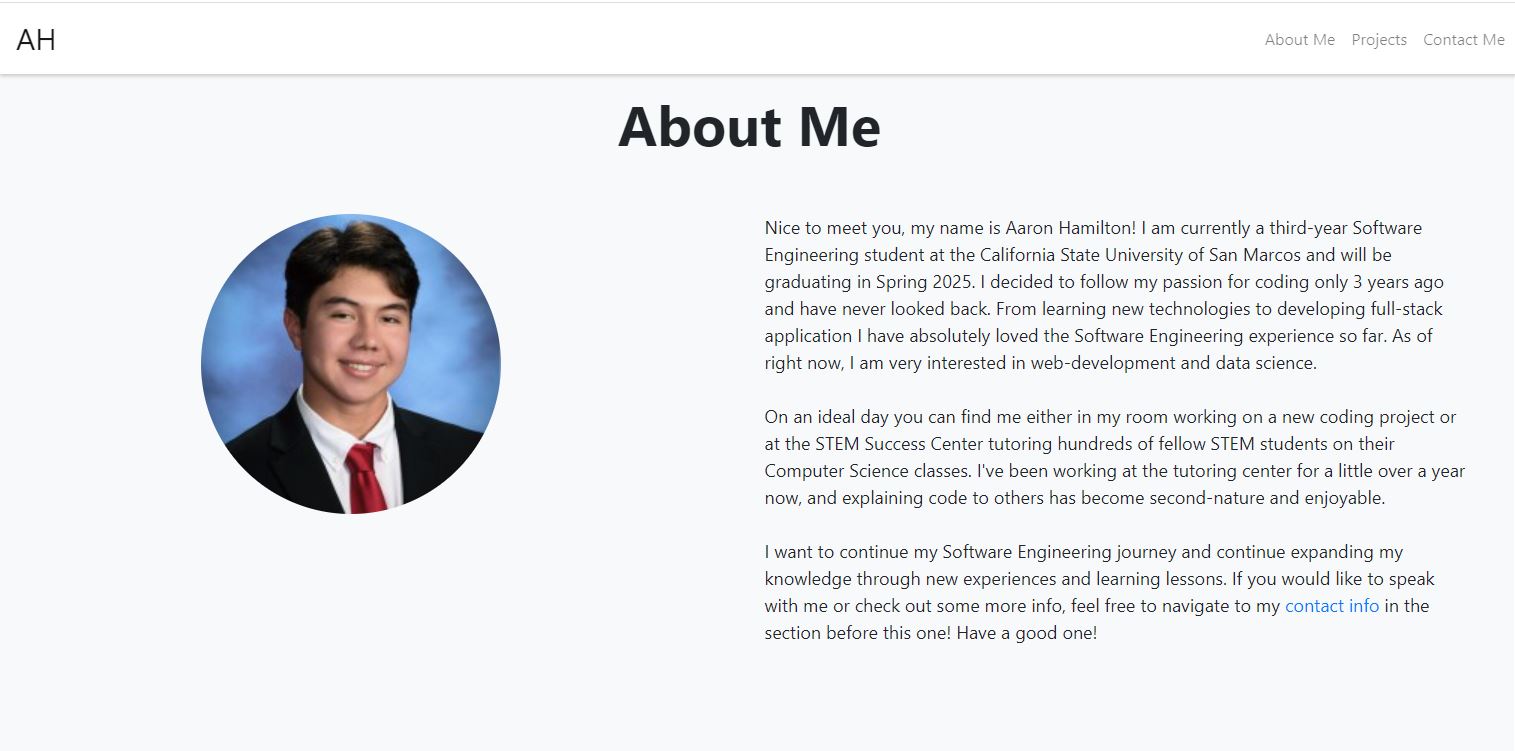 AH
About Me Projects Contact Me
About Me
Nice to meet you, my name is Aaron Hamilton! I am currently a third-year Software
Engineering student at the California State University of San Marcos and will be
graduating in Spring 2025. I decided to follow my passion for coding only 3 years ago
and have never looked back. From learning new technologies to developing full-stack
application I have absolutely loved the Software Engineering experience so far. As of
right now, I am very interested in web-development and data science.
On an ideal day you can find me either in my room working on a new coding project or
at the STEM Success Center tutoring hundreds of fellow STEM students on their
Computer Science classes. I've been working at the tutoring center for a little over a year
now, and explaining code to others has become second-nature and enjoyable.
I want to continue my Software Engineering journey and continue expanding my
knowledge through new experiences and learning lessons. If you would like to speak
with me or check out some more info, feel free to navigate to my contact info in the
section before this one! Have a good one!